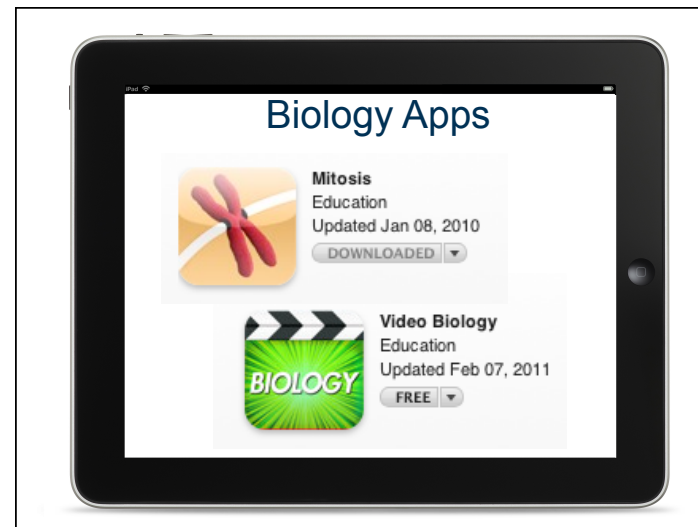 iPad
Biology Apps
Mitosis
Education
Updated Jan 08, 2010
DOWNLOADED
BIOLOGY
Video Biology
Education
Updated Feb 07, 2011
FREE